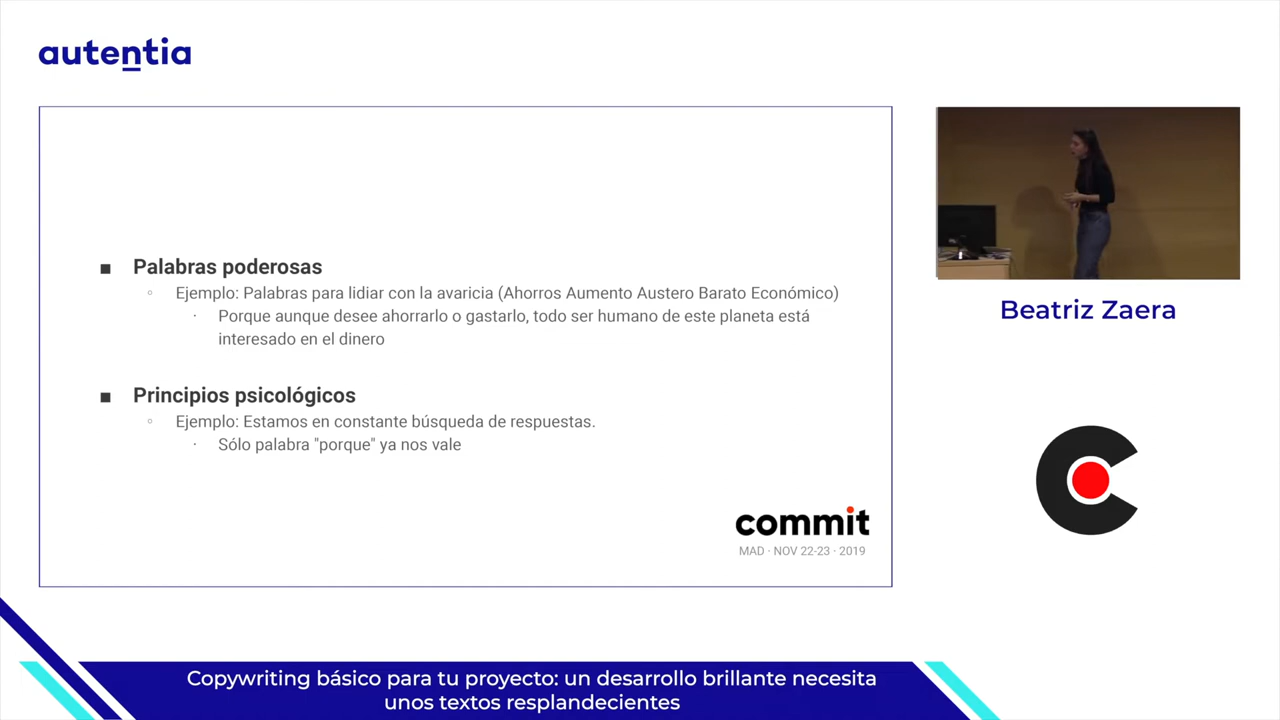 autentia
Palabras poderosas
Ejemplo: Palabras para lidiar con la avaricia (Ahorros Aumento Austero Barato Económico)
Porque aunque desee ahorrarlo o gastarlo, todo ser humano de este planeta está
interesado en el dinero
Principios psicológicos
Ejemplo: Estamos en constante búsqueda de respuestas.
Sólo palabra "porque" ya nos vale
commit
MAD · NOV 22-23 · 2019
Beatriz Zaera
Copywriting básico para tu proyecto: un desarrollo brillante necesita
unos textos resplandecientes